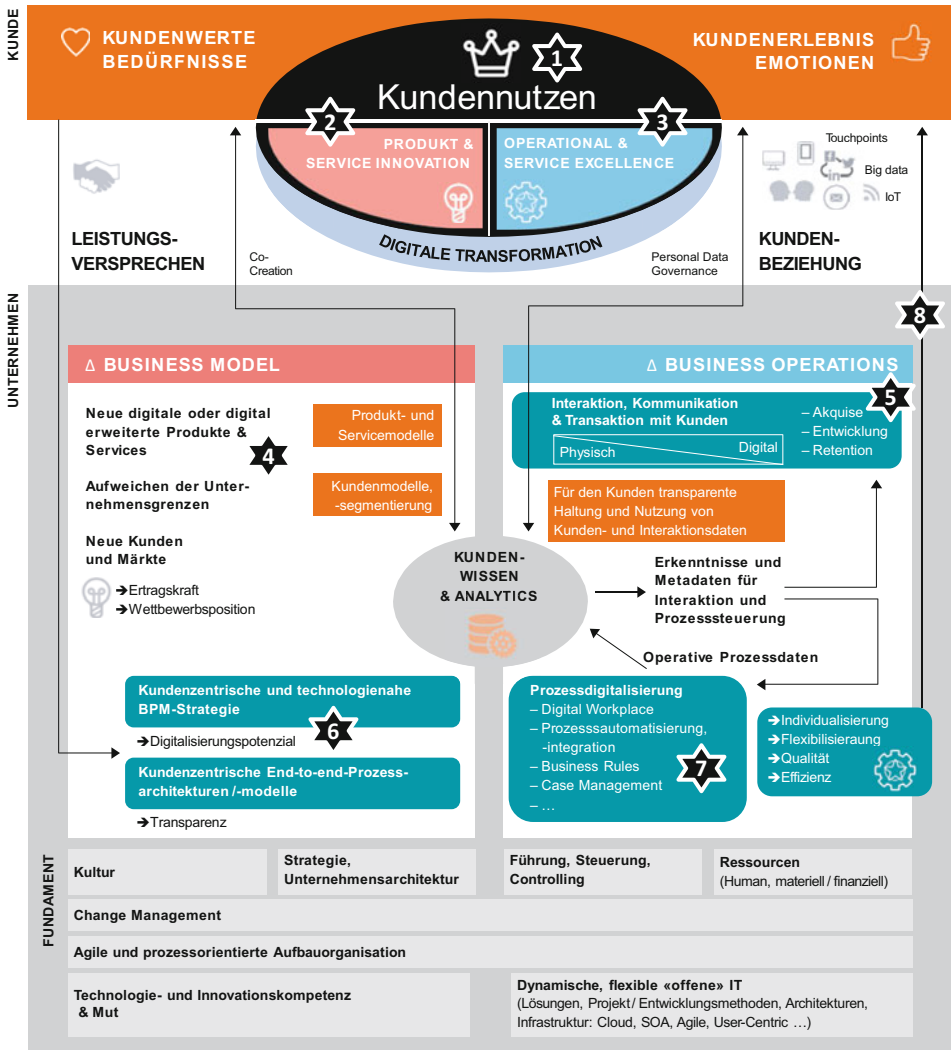 KUNDE
KUNDENWERTE
BEDÜRFNISSE
1
Kundennutzen
KUNDENERLEBNIS
EMOTIONEN
2
3
PRODUKT &
SERVICE INNOVATION
OPERATIONAL &
SERVICE EXCELLENCE
DIGITALE TRANSFORMATION
Touchpoints
Big data
in
IoT
LEISTUNGS-
VERSPRECHEN
Co-
Creation
Personal Data
Governance
KUNDEN-
BEZIEHUNG
UNTERNEHMEN
8
Δ BUSINESS MODEL
Neue digitale oder digital
erweiterte Produkte &
Services
4
Produkt- und
Servicemodelle
Aufweichen der Unter-
nehmensgrenzen
Kundenmodelle,
-segmentierung
Neue Kunden
und Märkte
➔Ertragskraft
➔Wettbewerbsposition
KUNDEN-
WISSEN
& ANALYTICS
Δ BUSINESS OPERATIONS
5
Interaktion, Kommunikation
& Transaktion mit Kunden
Physisch
Digital
– Akquise
– Entwicklung
– Retention
Für den Kunden transparente
Haltung und Nutzung von
Kunden- und Interaktionsdaten
Erkenntnisse und
Metadaten für
Interaktion und
Prozesssteuerung
Operative Prozessdaten
Kundenzentrische und technologienahe
BPM-Strategie
6
➔Digitalisierungspotenzial
Kundenzentrische End-to-end-Prozess-
architekturen /-modelle
➔Transparenz
Prozessdigitalisierung
– Digital Workplace
– Prozesssautomatisierung,
-integration
– Business Rules
– Case Management
– ...
7
➔Individualisierung
➔Flexibilisieraung
➔Qualität
➔Effizienz
FUNDAMENT
Kultur
Strategie,
Unternehmensarchitektur
Führung, Steuerung,
Controlling
Ressourcen
(Human, materiell / finanziell)
Change Management
Agile und prozessorientierte Aufbauorganisation
Technologie- und Innovationskompetenz
& Mut
Dynamische, flexible «offene» IT
(Lösungen, Projekt / Entwicklungsmethoden, Architekturen,
Infrastruktur: Cloud, SOA, Agile, User-Centric ...)